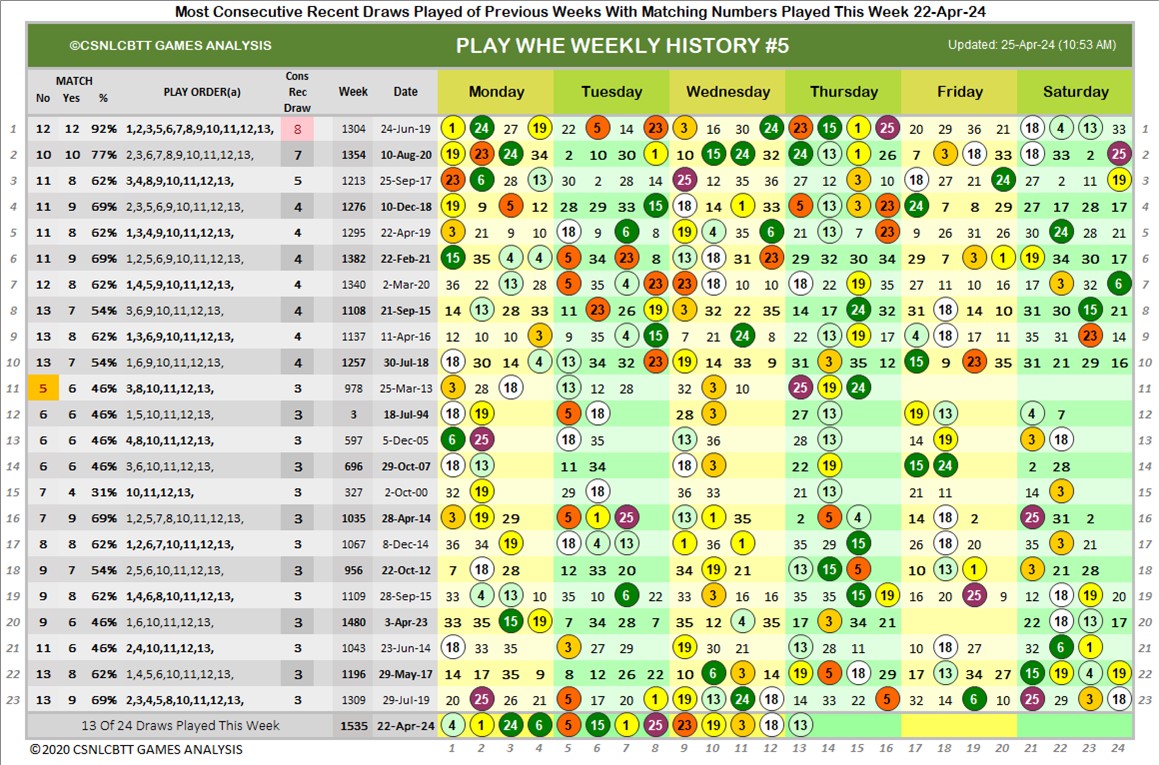 Most Consecutive Recent Draws Played of Previous Weeks With Matching Numbers Played This Week 22-Apr-24
©CSNLCBTT GAMES ANALYSIS PLAY WHE WEEKLY HISTORY #5 Updated: 25-Apr-24 (10:53 AM)
MATCH Cons
No Yes % PLAY ORDER(a) Rec Week Date Monday Tuesday Wednesday Thursday Friday Saturday
Draw
1 12 12 92% 1,2,3,5,6,7,8,9,10,11,12,13, 8 1304 24-Jun-19 1 24 27 19 22 5 14 23 3 16 30 24 23 15 1 16 25 20 29 36 21 18 4 13 33 1
2 10 10 77% 2,3,6,7,8,9,10,11,12,13, 7 1354 10-Aug-20 19 23 24 34 2 10 30 1 10 15 24 32 24 13 1 26 7 3 18 33 18 33 2 25 2
3 11 8 62% 3,4,8,9,10,11,12,13, 5 1213 25-Sep-17 23 6 28 13 30 2 28 14 25 12 35 36 27 12 3 10 18 27 21 24 27 2 11 19 3
4 11 9 69% 2,3,5,6,9,10,11,12,13, 4 1276 10-Dec-18 19 9 5 12 28 29 33 15 18 14 1 33 5 13 3 23 24 7 8 29 27 17 28 17 4
5 11 8 62% 1,3,4,9,10,11,12,13, 4 1295 22-Apr-19 3 21 9 10 18 9 6 8 19 4 35 6 21 13 7 23 9 26 31 26 30 24 28 21 5
6 11 9 69% 1,2,5,6,9,10,11,12,13, 4 1382 22-Feb-21 15 35 4 4 5 34 23 8 13 18 31 23 29 32 30 34 29 7 3 1 19 34 30 17 6
7 12 8 62% 1,4,5,9,10,11,12,13, 4 1340 2-Mar-20 33 22 13 28 5 35 4 23 23 18 10 10 18 22 19 35 27 11 10 16 17 3 32 6 7
8 13 7 54% 3,6,9,10,11,12,13, 4 1108 21-Sep-15 14 13 28 33 11 23 26 19 3 32 22 35 14 17 24 32 31 18 14 10 31 30 15 21 8
9 13 8 62% 1,3,6,9,10,11,12,13, 4 1137 11-Apr-16 12 10 10 3 9 35 4 15 7 21 24 8 22 13 19 17 4 18 17 11 35 31 23 14 9
10 13 7 54% 1,6,9,10,11,12,13, 4 1257 30-Jul-18 18 30 14 4 13 34 32 23 19 14 33 9 31 3 35 12 15 9 23 35 31 21 29 16 10
11 5 6 46% 3,8,10,11,12,13, 3 978 25-Mar-13 3 28 18 13 12 28 32 3 10 25 19 24 11
12 6 6 46% 1,5,10,11,12,13, 3 3 18-Jul-94 18 19 5 18 28 3 27 13 19 13 4 7 12
13 6 6 46% 4,8,10,11,12,13, 3 597 5-Dec-05 6 25 18 35 13 36 28 13 14 19 3 18 13
14 6 6 46% 3,6,10,11,12,13, 3 696 29-Oct-07 18 13 11 34 18 3 22 19 15 24 2 28 14
15 7 4 31% 10,11,12,13, 3 327 2-Oct-00 32 19 29 18 36 33 21 13 21 11 14 3 15
16 7 9 69% 1,2,5,7,8,10,11,12,13, 3 1035 28-Apr-14 3 19 29 5 1 25 13 1 35 2 5 4 14 18 2 25 31 2 16
17 8 8 62% 1,2,6,7,10,11,12,13, 3 1067 8-Dec-14 36 34 19 18 4 13 1 36 1 35 29 15 26 18 20 35 3 21 17
18 9 7 54% 2,5,6,10,11,12,13, 3 956 22-Oct-12 7 18 28 12 33 20 34 19 21 13 15 5 10 13 1 3 21 28 18
19 9 8 62% 1,4,6,8,10,11,12,13, 3 1109 28-Sep-15 33 4 13 10 35 10 6 22 33 3 16 16 35 35 15 19 16 20 25 9 12 18 19 20 19
20 9 6 46% 1,6,10,11,12,13, 3 1480 3-Apr-23 33 35 15 19 7 34 28 7 35 12 4 35 17 3 34 21 22 18 13 17 20
21 11 6 46% 2,4,10,11,12,13, 3 1043 23-Jun-14 18 33 35 3 27 29 19 30 21 13 28 11 10 18 27 32 6 1 21
22 13 8 62% 1,4,5,6,10,11,12,13, 3 1196 29-May-17 14 17 35 9 8 12 26 22 10 6 3 14 19 5 18 29 17 13 34 27 15 19 4 19 22
23 13 9 69% 2,3,4,5,8,10,11,12,13, 3 1309 29-Jul-19 20 25 26 21 5 17 20 1 19 13 24 18 14 33 22 5 14 3 6 10 25 29 3 18 23
13 Of 24 Draws Played This Week 1535 22-Apr-24 4 1 24 6 5 15 1 25 23 19 3 18 13
© 2020 CSNLCBTT GAMES ANALYSIS 1 2 3 4 5 6 7 8 9 10 11 12 13 14 15 16 17 18 19 20 21 22 23 24